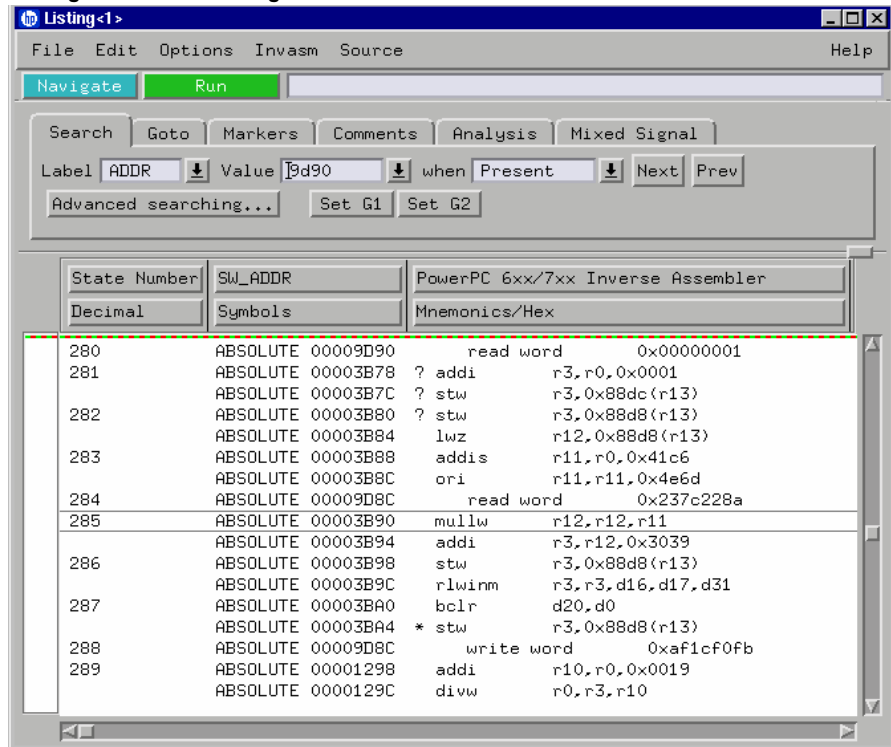 hp Listing<1>
File Edit Options Invasm Source Help
Navigate Run
Search Goto Markers Comments Analysis Mixed Signal
Label ADDR Value 9d90 when Present Next Prev
Advanced searching... Set G1 Set G2
State Number SW_ADDR PowerPC 6xx/7xx Inverse Assembler
Decimal Symbols Mnemonics/Hex
280 ABSOLUTE 00009D90 read word 0x00000001
281 ABSOLUTE 00003B78 ? addi r3,r0,0x0001
ABSOLUTE 00003B7C ? stw r3,0x88dc(r13)
282 ABSOLUTE 00003B80 ? stw r3,0x88d8(r13)
ABSOLUTE 00003B84 lwz r12,0x88d8(r13)
283 ABSOLUTE 00003B88 addis r11,r0,0x41c6
ABSOLUTE 00003B8C ori r11,r11,0x4e6d
284 ABSOLUTE 00009D8C read word 0x237c228a
285 ABSOLUTE 00003B90 mullw r12,r12,r11
ABSOLUTE 00003B94 addi r3,r12,0x3039
286 ABSOLUTE 00003B98 stw r3,0x88d8(r13)
ABSOLUTE 00003B9C rlwinm r3,r3,d16,d17,d31
287 ABSOLUTE 00003BA0 bclr d20,d0
ABSOLUTE 00003BA4 * stw r3,0x88d8(r13)
288 ABSOLUTE 00009D8C write word 0xaf1cf0fb
289 ABSOLUTE 00001298 addi r10,r0,0x0019
ABSOLUTE 0000129C divw r0,r3,r10